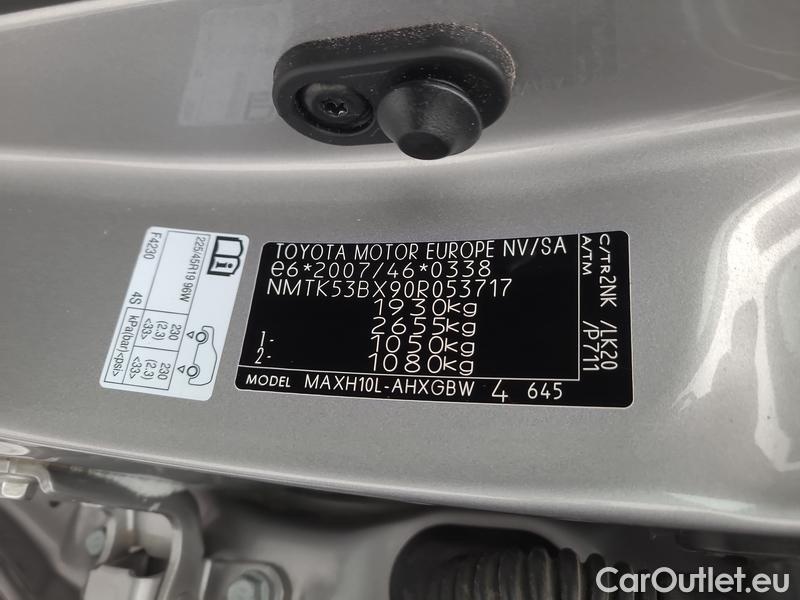 TOYOTA MOTOR EUROPE NV/SA
e6*2007/46*0338
NMTK53BX90R053717
1930kg
2655kg
1- 1050kg
2- 1080kg
MODEL MAXH10L-AHXGBW 4 645
C/TR2NK /LK20
A/TM /P711
225/45R19 96W
230 (2.3) <33>
230 (2.3) <33>
F4230
4S kPa(bar)<psi>
CarOutlet.eu